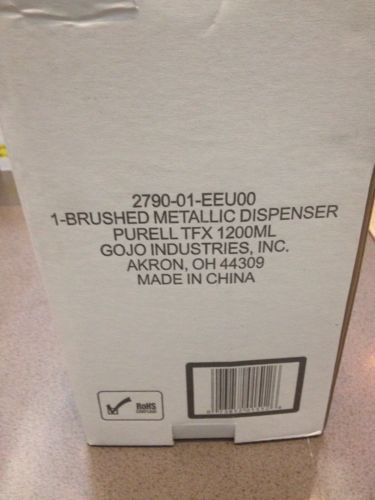 2790-01-EEU00
1-BRUSHED METALLIC DISPENSER
PURELL TFX 1200ML
GOJO INDUSTRIES, INC.
AKRON, OH 44309
MADE IN CHINA
RoHS
COMPLIANT